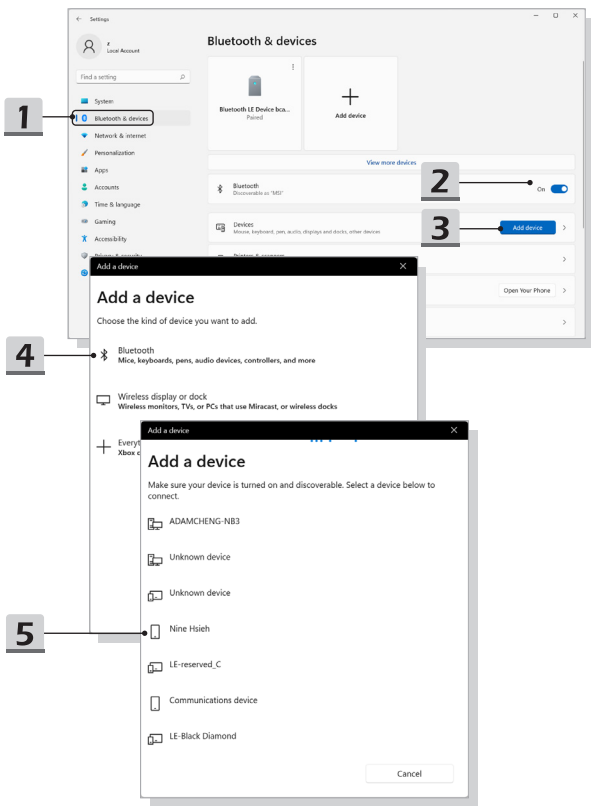 Settings
z
Local Account
Find a setting
System
Bluetooth & devices
Network & internet
Personalization
Apps
Accounts
Time & language
Gaming
Accessibility
Bluetooth & devices
Bluetooth LE Device bca...
Paired
Add device
View more devices
Bluetooth
Discoverable as "MSI"
On
Devices
Mouse, keyboard, pen, audio, displays and docks, other devices
Add device
Open Your Phone
1
2
3
Add a device
Add a device
Choose the kind of device you want to add.
4
Bluetooth
Mice, keyboards, pens, audio devices, controllers, and more
Wireless display or dock
Wireless monitors, TVs, or PCs that use Miracast, or wireless docks
Add a device
Add a device
Make sure your device is turned on and discoverable. Select a device below to
connect.
ADAMCHENG-NB3
Unknown device
Unknown device
5
Nine Hsieh
LE-reserved_C
Communications device
LE-Black Diamond
Cancel